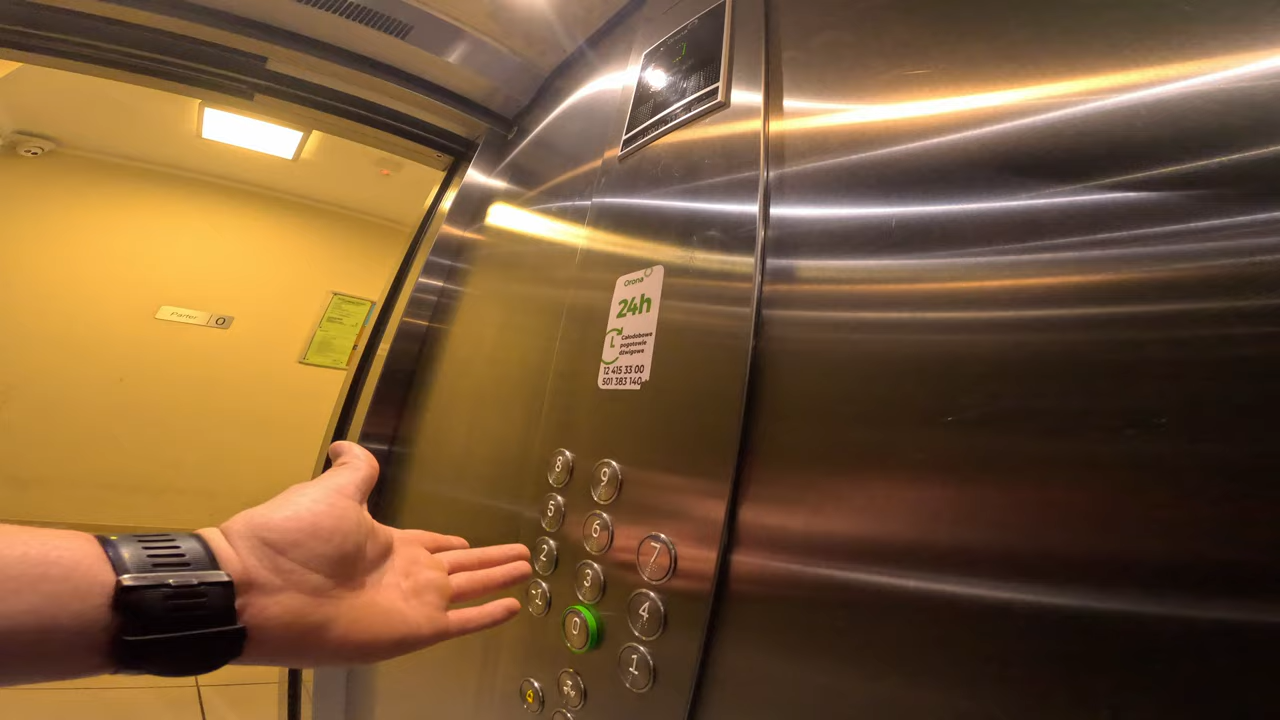 Parter 0
Orona
24h
Całodobowe
pogotowie
dźwigowe
12 415 33 00
501 383 140
8 9
5 6 7
2 3 4
-1 0 1